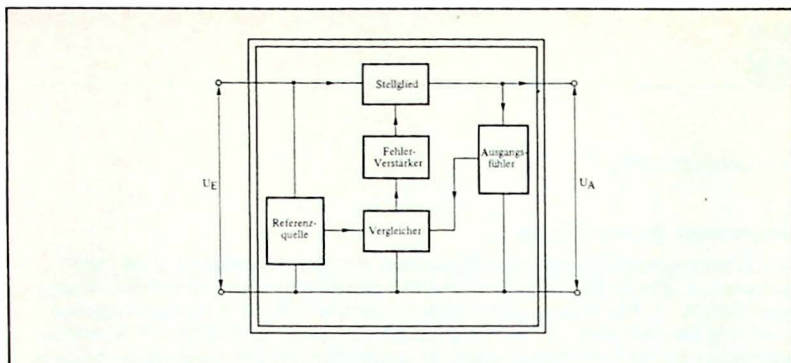 Stellglied
Fehler-
Verstärker
Ausgangs-
fühler
U_E
U_A
Referenz-
quelle
Vergleicher